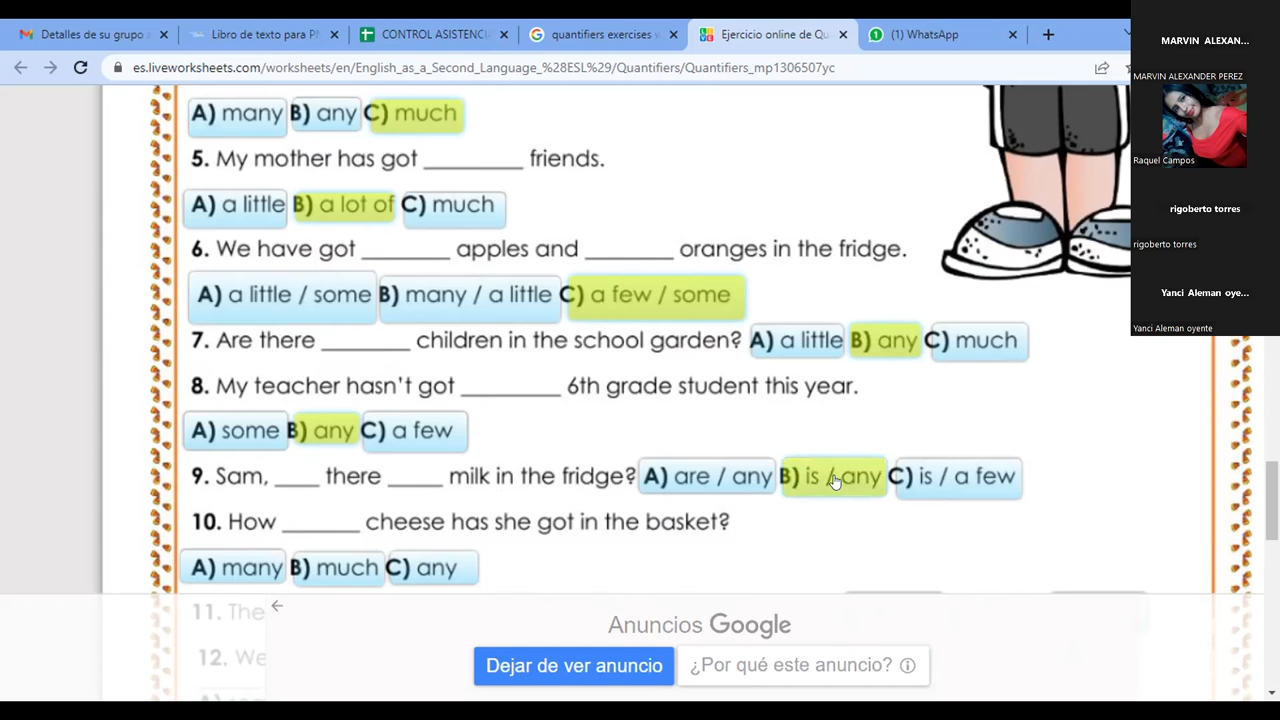 Detalles de su grupo a
Libro de texto para PN
CONTROL ASISTENCI
quantifiers exercises w
Ejercicio online de Qu
(1) WhatsApp
MARVIN ALEXAN...
es.liveworksheets.com/worksheets/en/English_as_a_Second_Language_%28ESL%29/Quantifiers/Quantifiers_mp1306507yc
MARVIN ALEXANDER PEREZ
A) many B) any C) much
5. My mother has got _________ friends.
Raquel Campos
A) a little B) a lot of C) much
rigoberto torres
rigoberto torres
6. We have got ________ apples and ________ oranges in the fridge.
A) a little / some B) many / a little C) a few / some
Yanci Aleman oye...
Yanci Aleman oyente
7. Are there ________ children in the school garden? A) a little B) any C) much
8. My teacher hasn't got _________ 6th grade student this year.
A) some B) any C) a few
9. Sam, ____ there _____ milk in the fridge? A) are / any B) is / any C) is / a few
10. How _______ cheese has she got in the basket?
A) many B) much C) any
11. The
Anuncios Google
12. We
Dejar de ver anuncio
¿Por qué este anuncio?